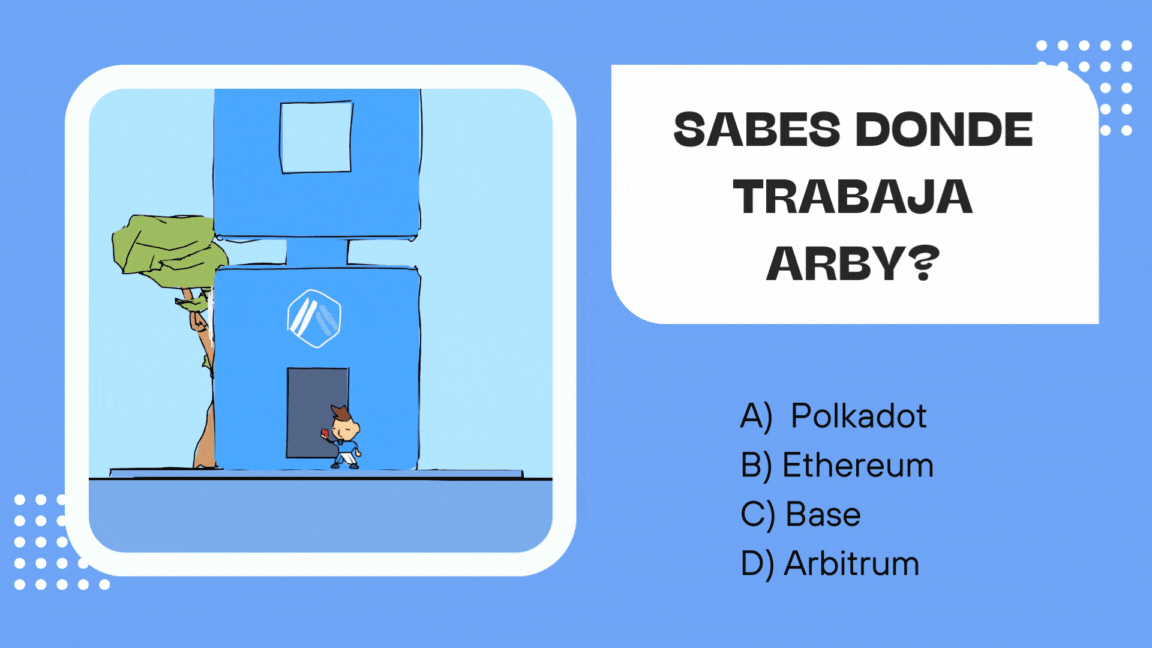 SABES DONDE
TRABAJA
ARBY?
A) Polkadot
B) Ethereum
C) Base
D) Arbitrum